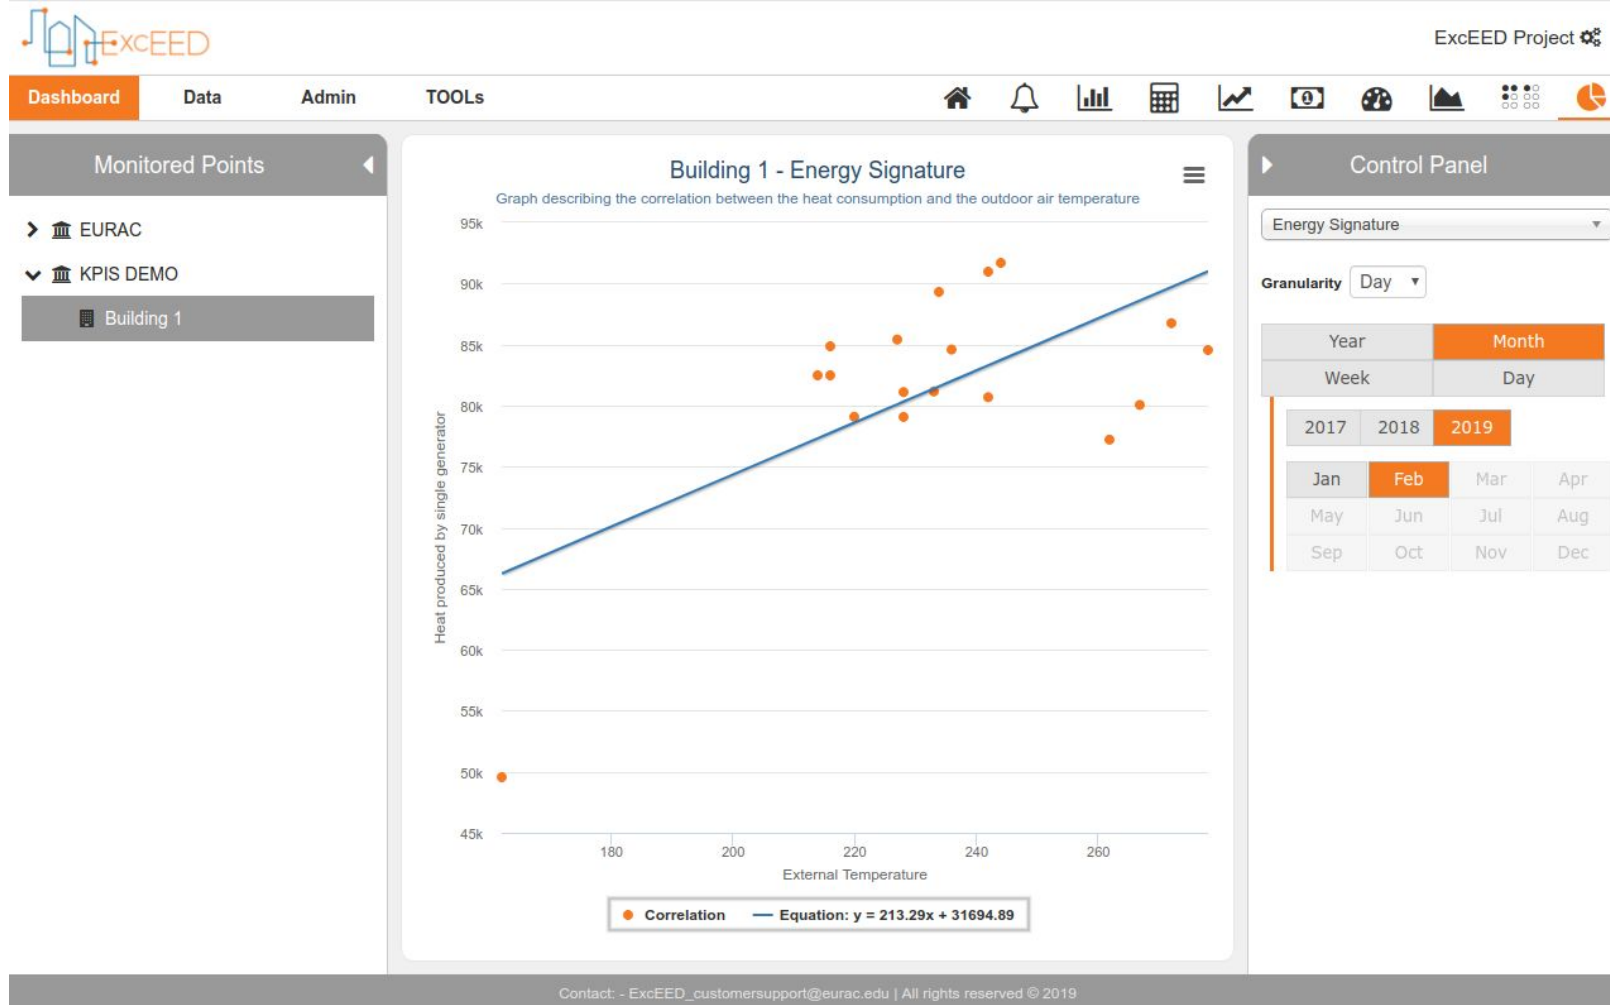 ExcEED
ExcEED Project
Dashboard Data Admin TOOLs
Monitored Points
EURAC
KPIS DEMO
Building 1
Building 1 - Energy Signature
Graph describing the correlation between the heat consumption and the outdoor air temperature
Heat produced by single generator
95k
90k
85k
80k
75k
70k
65k
60k
55k
50k
45k
180 200 220 240 260
External Temperature
Correlation Equation: y = 213.29x + 31694.89
Control Panel
Energy Signature
Granularity Day
Year Month
Week Day
2017 2018 2019
Jan Feb Mar Apr
May Jun Jul Aug
Sep Oct Nov Dec
Contact: - ExcEED_customersupport@eurac.edu | All rights reserved © 2019